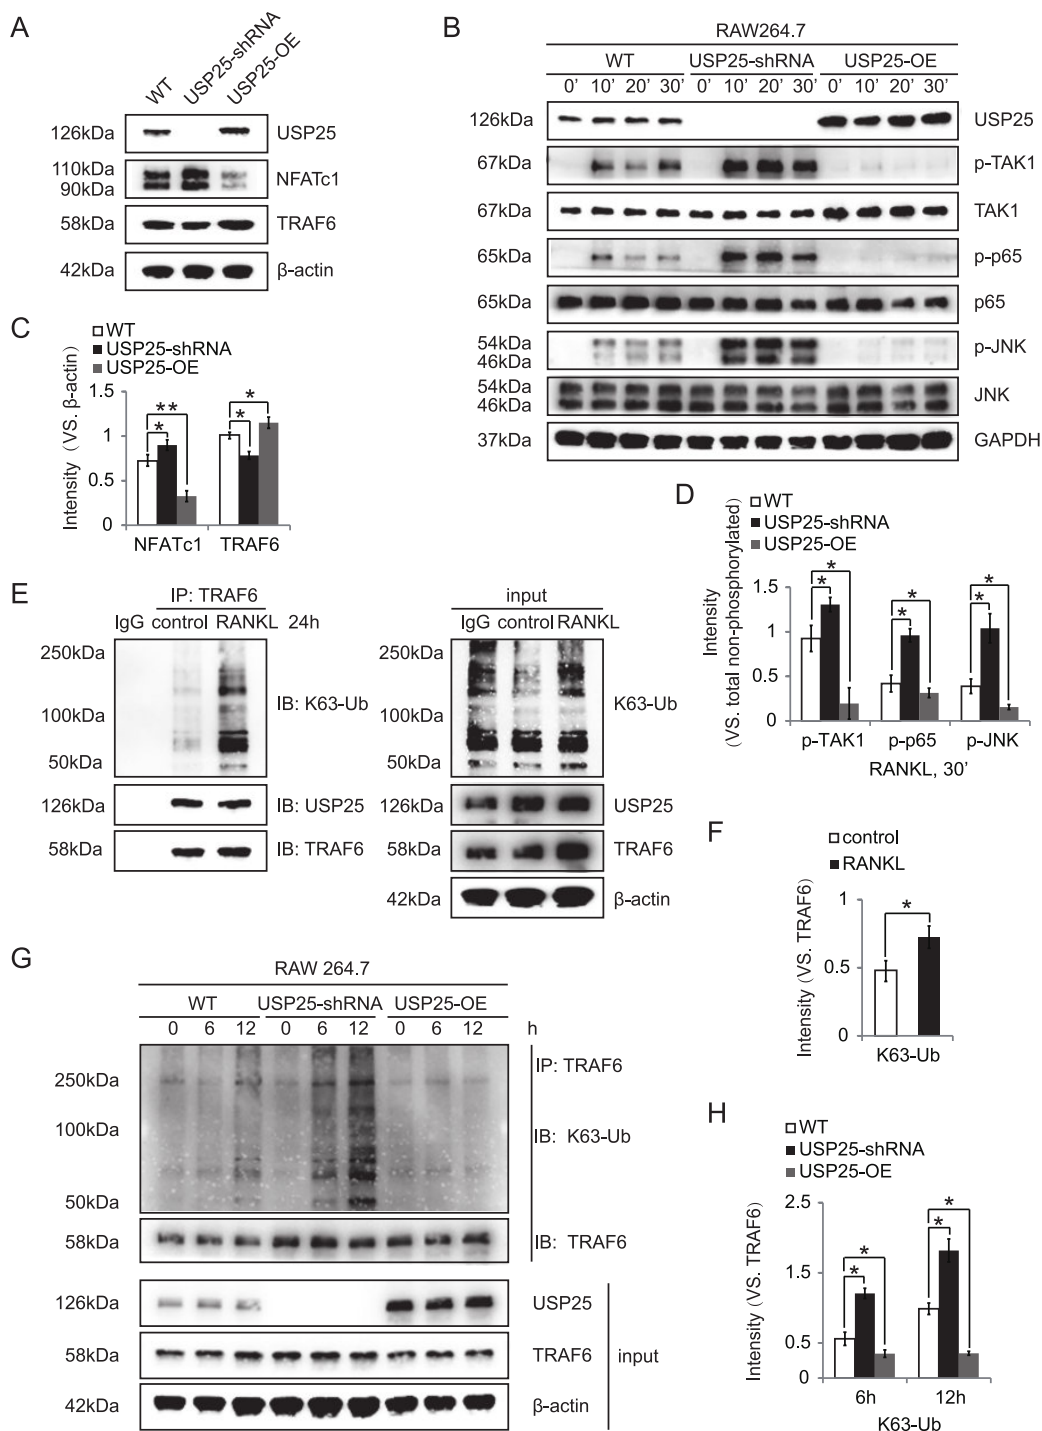 A
WT
USP25-shRNA
USP25-OE
126kDa USP25
110kDa
90kDa
NFATc1
58kDa TRAF6
42kDa β-actin
B
RAW264.7
WT USP25-shRNA USP25-OE
0' 10' 20' 30' 0' 10' 20' 30' 0' 10' 20' 30'
126kDa USP25
67kDa p-TAK1
67kDa TAK1
65kDa p-p65
65kDa p65
54kDa
46kDa
p-JNK
54kDa
46kDa
JNK
37kDa GAPDH
C
WT
USP25-shRNA
USP25-OE
Intensity (VS. β-actin)
1.5
1
0.5
0
* ** * *
NFATc1 TRAF6
D
WT
USP25-shRNA
USP25-OE
Intensity
(VS. total non-phosphorylated)
1.5
1
0.5
0
* * * * * *
p-TAK1 p-p65 p-JNK
RANKL, 30'
E
IP: TRAF6
IgG control RANKL 24h
250kDa
100kDa
50kDa
IB: K63-Ub
126kDa IB: USP25
58kDa IB: TRAF6
input
IgG control RANKL
250kDa
100kDa
50kDa
K63-Ub
126kDa USP25
58kDa TRAF6
42kDa β-actin
F
control
RANKL
Intensity (VS. TRAF6)
1
0.5
0
*
K63-Ub
G
RAW 264.7
WT USP25-shRNA USP25-OE
0 6 12 0 6 12 0 6 12 h
IP: TRAF6
250kDa
100kDa
50kDa
IB: K63-Ub
58kDa IB: TRAF6
126kDa USP25
58kDa TRAF6
42kDa β-actin
input
H
WT
USP25-shRNA
USP25-OE
Intensity (VS. TRAF6)
2.5
1.5
0.5
0
* * * *
6h 12h
K63-Ub